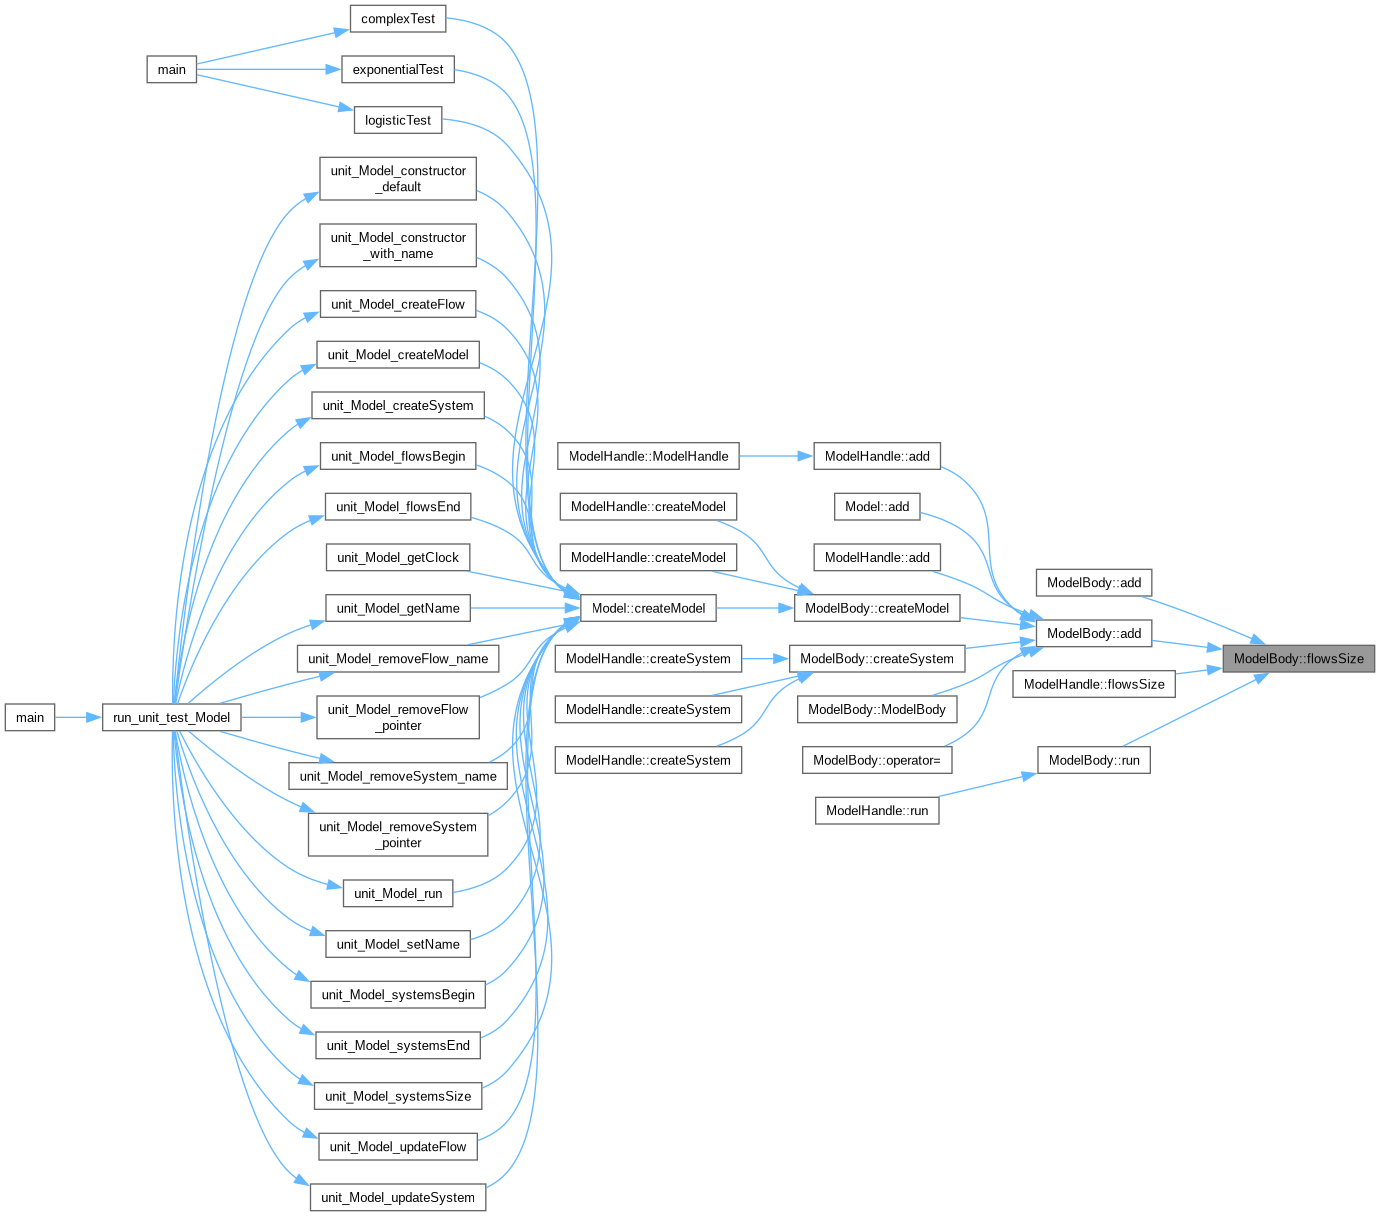 complexTest
main
exponentialTest
logisticTest
unit_Model_constructor
_default
unit_Model_constructor
_with_name
unit_Model_createFlow
unit_Model_createModel
unit_Model_createSystem
unit_Model_flowsBegin
unit_Model_flowsEnd
unit_Model_getClock
unit_Model_getName
unit_Model_removeFlow_name
unit_Model_removeFlow
_pointer
unit_Model_removeSystem_name
unit_Model_removeSystem
_pointer
unit_Model_run
unit_Model_setName
unit_Model_systemsBegin
unit_Model_systemsEnd
unit_Model_systemsSize
unit_Model_updateFlow
unit_Model_updateSystem
main
run_unit_test_Model
ModelHandle::ModelHandle
ModelHandle::createModel
ModelHandle::createModel
Model::createModel
ModelHandle::createSystem
ModelHandle::createSystem
ModelHandle::createSystem
ModelHandle::add
Model::add
ModelHandle::add
ModelBody::createModel
ModelBody::createSystem
ModelBody::ModelBody
ModelBody::operator=
ModelHandle::run
ModelBody::add
ModelBody::add
ModelHandle::flowsSize
ModelBody::run
ModelBody::flowsSize